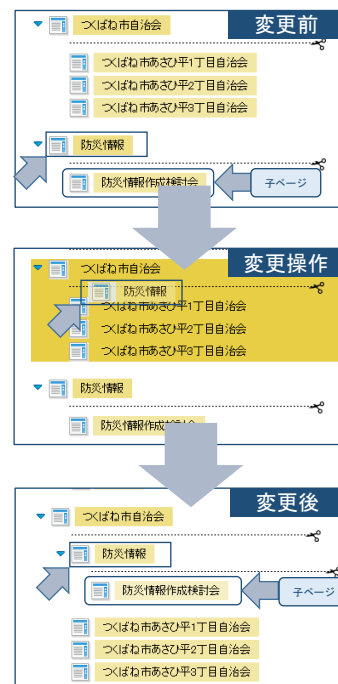 変更前
つくばね市自治会
つくばね市あさひ平1丁目自治会
つくばね市あさひ平2丁目自治会
つくばね市あさひ平3丁目自治会
防災情報
防災情報作成検討会
子ページ
変更操作
つくばね市自治会
防災情報
つくばね市あさひ平1丁目自治会
つくばね市あさひ平2丁目自治会
つくばね市あさひ平3丁目自治会
防災情報
防災情報作成検討会
変更後
つくばね市自治会
防災情報
防災情報作成検討会
子ページ
つくばね市あさひ平1丁目自治会
つくばね市あさひ平2丁目自治会
つくばね市あさひ平3丁目自治会